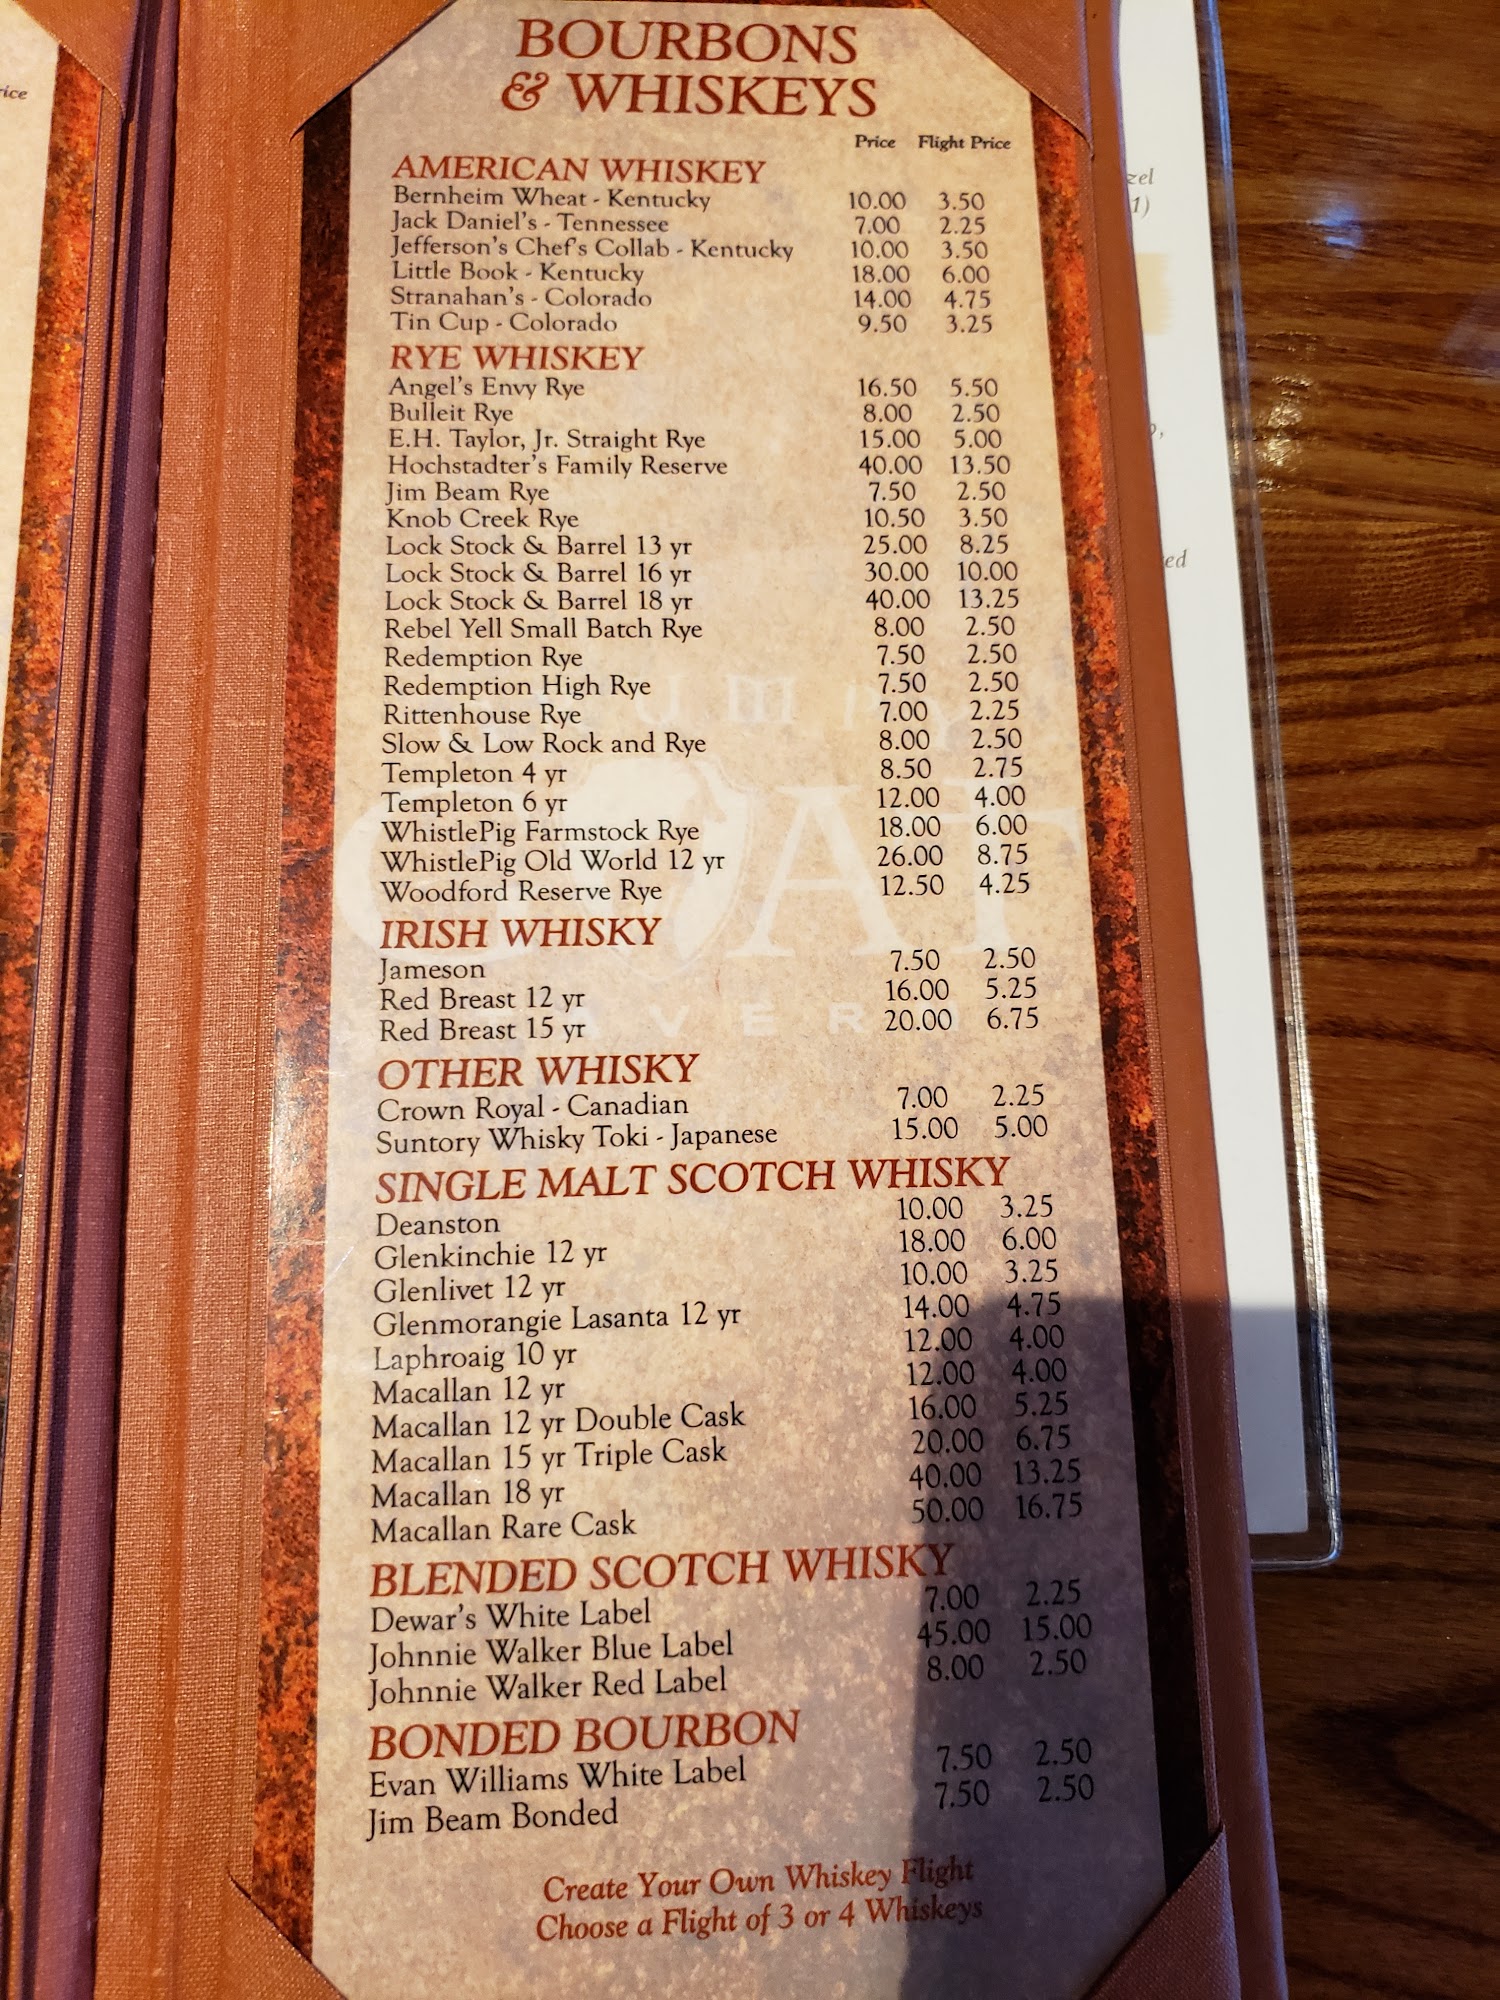 BOURBONS
& WHISKEYS
Price Flight Price
AMERICAN WHISKEY
Bernheim Wheat - Kentucky 10.00 3.50
Jack Daniel's - Tennessee 7.00 2.25
Jefferson's Chef's Collab - Kentucky 10.00 3.50
Little Book - Kentucky 18.00 6.00
Stranahan's - Colorado 14.00 4.75
Tin Cup - Colorado 9.50 3.25
RYE WHISKEY
Angel's Envy Rye 16.50 5.50
Bulleit Rye 8.00 2.50
E.H. Taylor, Jr. Straight Rye 15.00 5.00
Hochstadter's Family Reserve 40.00 13.50
Jim Beam Rye 7.50 2.50
Knob Creek Rye 10.50 3.50
Lock Stock & Barrel 13 yr 25.00 8.25
Lock Stock & Barrel 16 yr 30.00 10.00
Lock Stock & Barrel 18 yr 40.00 13.25
Rebel Yell Small Batch Rye 8.00 2.50
Redemption Rye 7.50 2.50
Redemption High Rye 7.50 2.50
Rittenhouse Rye 7.00 2.25
Slow & Low Rock and Rye 8.00 2.50
Templeton 4 yr 8.50 2.75
Templeton 6 yr 12.00 4.00
WhistlePig Farmstock Rye 18.00 6.00
WhistlePig Old World 12 yr 26.00 8.75
Woodford Reserve Rye 12.50 4.25
IRISH WHISKY
Jameson 7.50 2.50
Red Breast 12 yr 16.00 5.25
Red Breast 15 yr 20.00 6.75
OTHER WHISKY
Crown Royal - Canadian 7.00 2.25
Suntory Whisky Toki - Japanese 15.00 5.00
SINGLE MALT SCOTCH WHISKY
Deanston 10.00 3.25
Glenkinchie 12 yr 18.00 6.00
Glenlivet 12 yr 10.00 3.25
Glenmorangie Lasanta 12 yr 14.00 4.75
Laphroaig 10 yr 12.00 4.00
Macallan 12 yr 12.00 4.00
Macallan 12 yr Double Cask 16.00 5.25
Macallan 15 yr Triple Cask 20.00 6.75
Macallan 18 yr 40.00 13.25
Macallan Rare Cask 50.00 16.75
BLENDED SCOTCH WHISKY
Dewar's White Label 7.00 2.25
Johnnie Walker Blue Label 45.00 15.00
Johnnie Walker Red Label 8.00 2.50
BONDED BOURBON
Evan Williams White Label 7.50 2.50
Jim Beam Bonded 7.50 2.50
Create Your Own Whiskey Flight
Choose a Flight of 3 or 4 Whiskeys